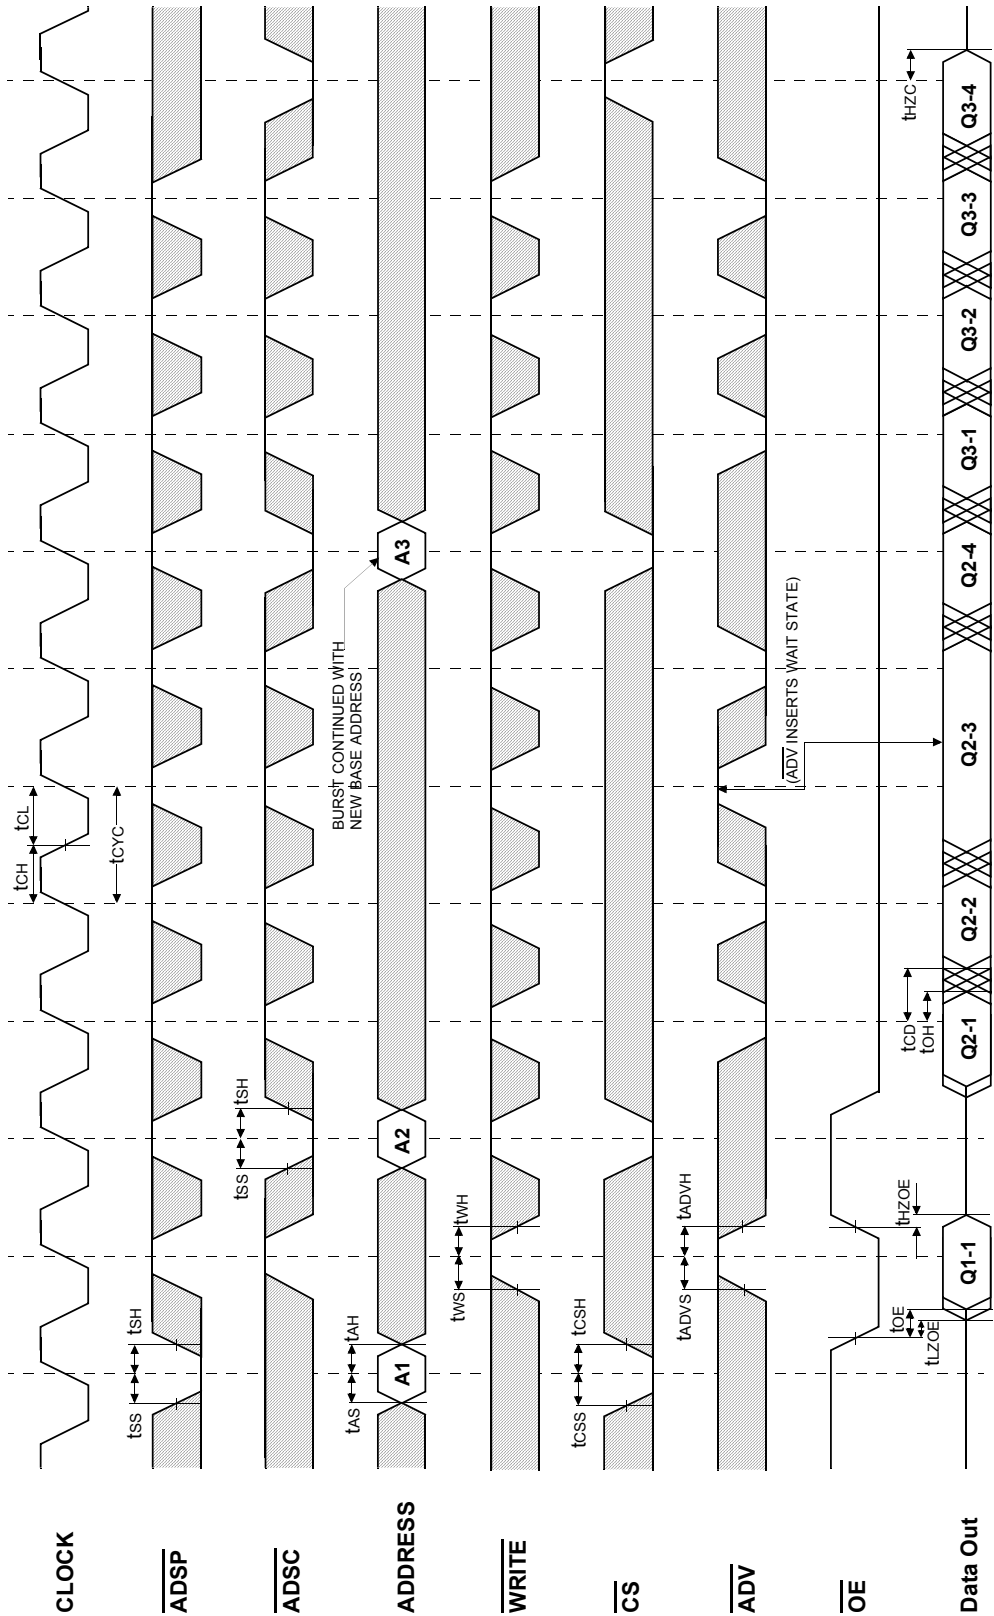 CLOCK
tCH
tCL
tCYC
ADSP
tSS
tSH
ADSC
tSS
tSH
BURST CONTINUED WITH
NEW BASE ADDRESS
ADDRESS
tAS
tAH
A1
A2
A3
WRITE
tWS
tWH
CS
tCSS
tCSH
ADV
tADVS
tADVH
(ADV INSERTS WAIT STATE)
OE
tOE
tLZOE
tHZOE
tCD
tOH
tHZC
Data Out
Q1-1
Q2-1
Q2-2
Q2-3
Q2-4
Q3-1
Q3-2
Q3-3
Q3-4